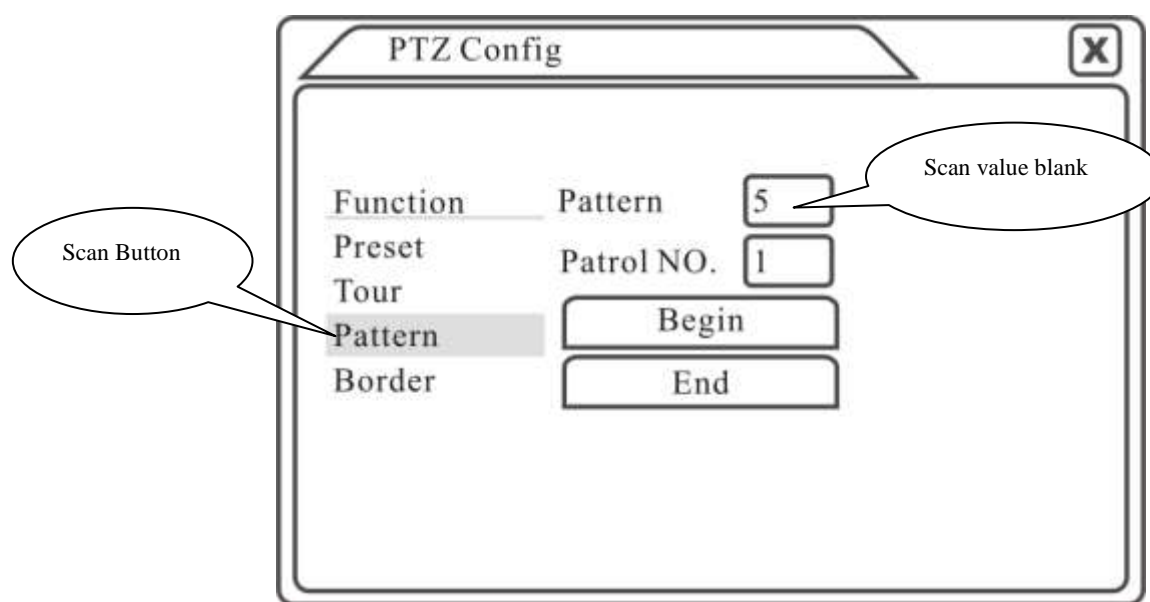 PTZ Config
X
Scan value blank
Function
Pattern
5
Scan Button
Preset
Patrol NO.
1
Tour
Begin
Pattern
Border
End